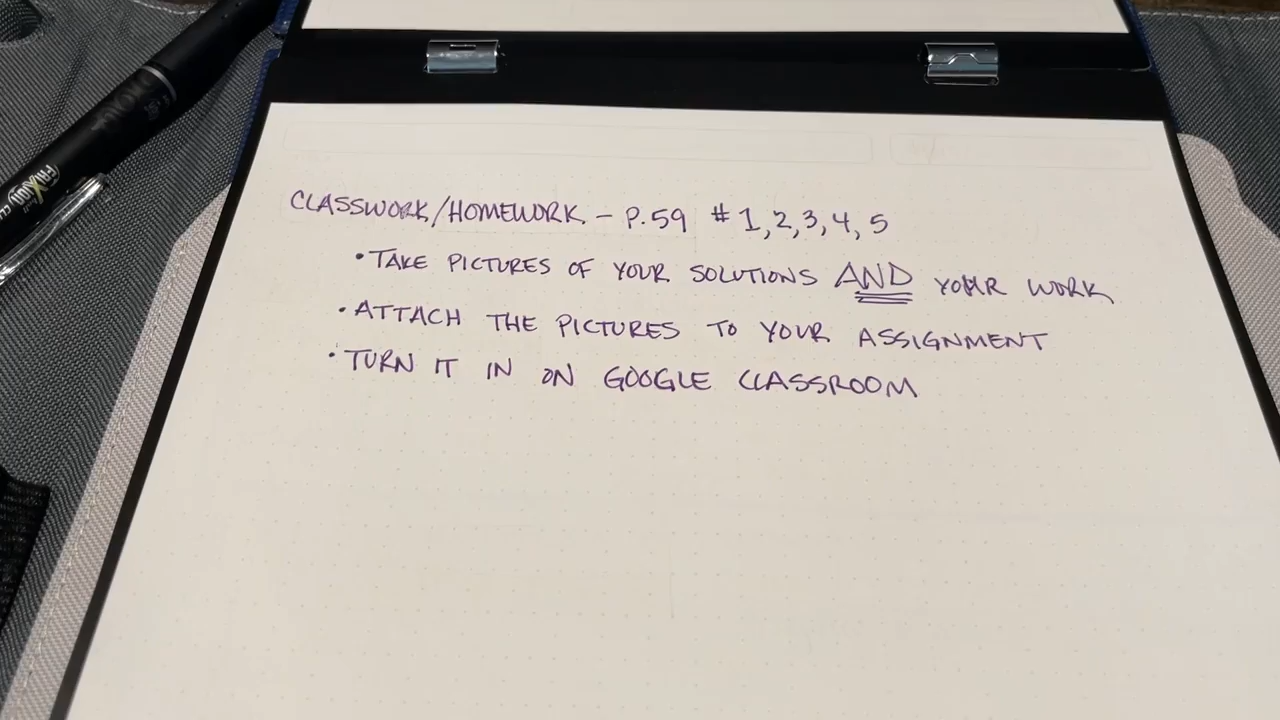 CLASSWORK/HOMEWORK - P.59 # 1,2,3,4,5
• TAKE PICTURES OF YOUR SOLUTIONS AND YOUR WORK
• ATTACH THE PICTURES TO YOUR ASSIGNMENT
• TURN IT IN ON GOOGLE CLASSROOM
FRIXION